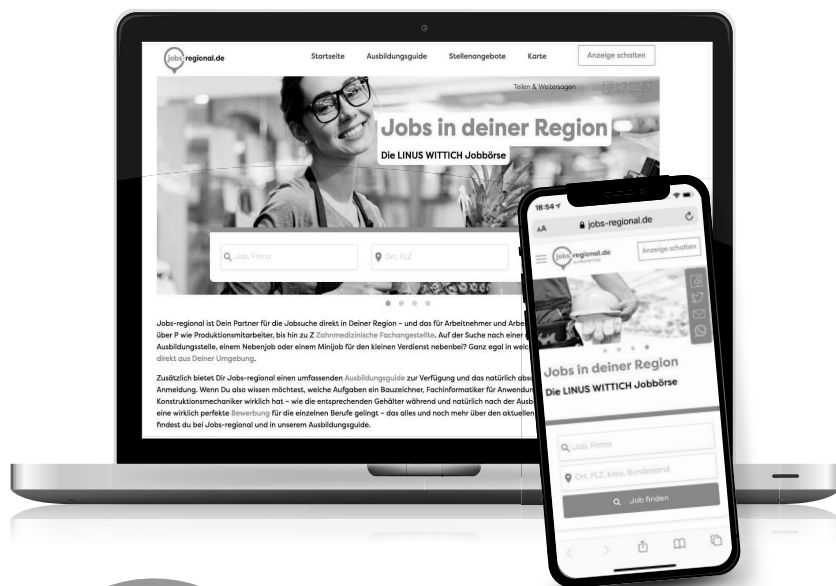 jobs-regional.de
Startseite Ausbildungsguide Stellenangebote Karte Anzeige schalten
Teilen & Weitersagen
Jobs in deiner Region
Die LINUS WITTICH Jobbörse
Job, Firma
Ort, PLZ
Jobs-regional ist Dein Partner für die Jobsuche direkt in Deiner Region – und das für Arbeitnehmer und Arbe
über P wie Produktionsmitarbeiter, bis hin zu Z Zahnmedizinische Fachangestellte. Auf der Suche nach einer
Ausbildungsstelle, einem Nebenjob oder einem Minijob für den kleinen Verdienst nebenbei? Ganz egal in welc
direkt aus Deiner Umgebung.
Zusätzlich bietet Dir Jobs-regional einen umfassenden Ausbildungsguide zur Verfügung und das natürlich abso
Anmeldung. Wenn Du also wissen möchtest, welche Aufgaben ein Bauzeichner, Fachinformatiker für Anwendun
Konstruktionsmechaniker wirklich hat – wie die entsprechenden Gehälter während und natürlich nach der Ausb
eine wirklich perfekte Bewerbung für die einzelnen Berufe gelingt – das alles und noch mehr über den aktuellen
findest du bei Jobs-regional und in unserem Ausbildungsguide.
18:54
AA jobs-regional.de
jobs-regional.de Anzeige schalten
Jobs in deiner Region
Die LINUS WITTICH Jobbörse
Job, Firma
Ort, PLZ, Kreis, Bundesland
Job finden